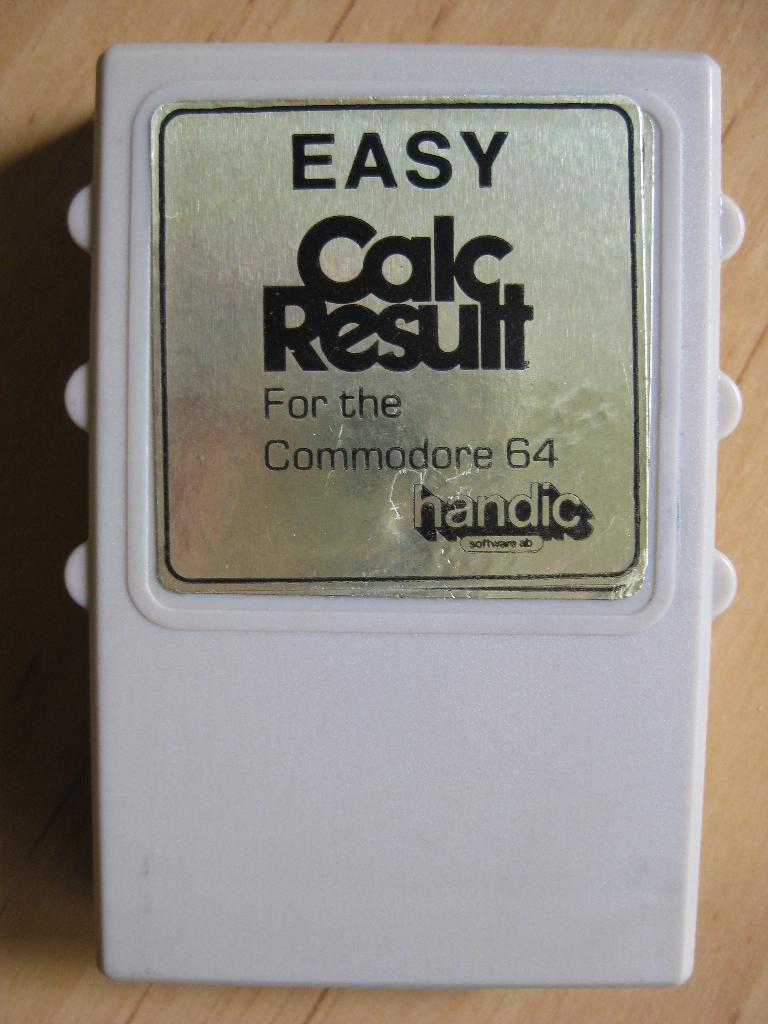 EASY
Calc
Result
For the
Commodore 64
handic
software ab